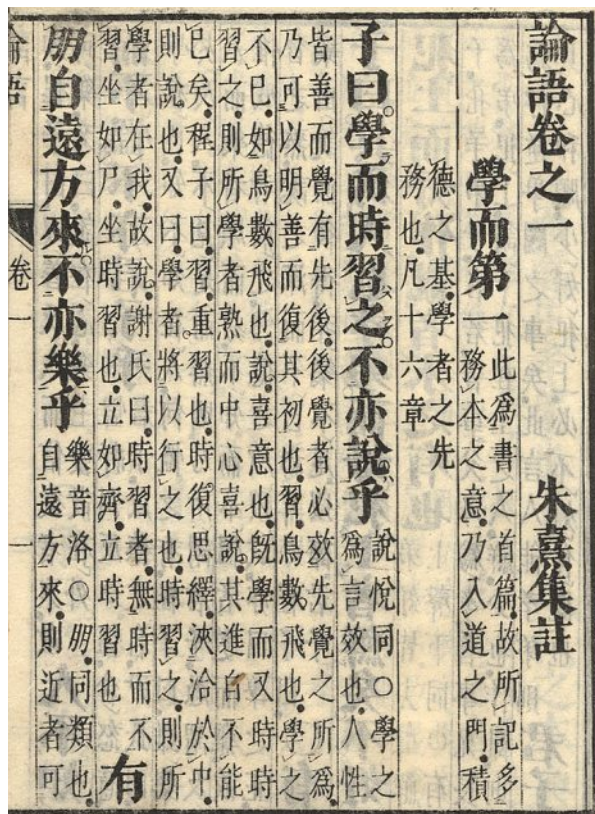 論語卷之一 朱熹集註
學而第一 此爲書之首篇故所記多
務本之意乃入道之門積
德之基學者之先
務也凡十六章
子曰學而時習之不亦說乎 說悅同○學之
爲言效也人性
皆善而覺有先後後覺者必效先覺之所爲
乃可以明善而復其初也習鳥數飛也學之
不已如鳥數飛也說喜意也旣學而又時時
習之則所學者熟而中心喜說其進自不能
已矣程子曰習重習也時復思繹浹洽於中
則說也又曰學者將以行之也時習之則所
學者在我故說謝氏曰時習者無時而不
習坐如尸坐時習也立如齊立時習也
有
朋自遠方來不亦樂乎 樂音洛○朋同類也
自遠方來則近者可
論語 卷一 一